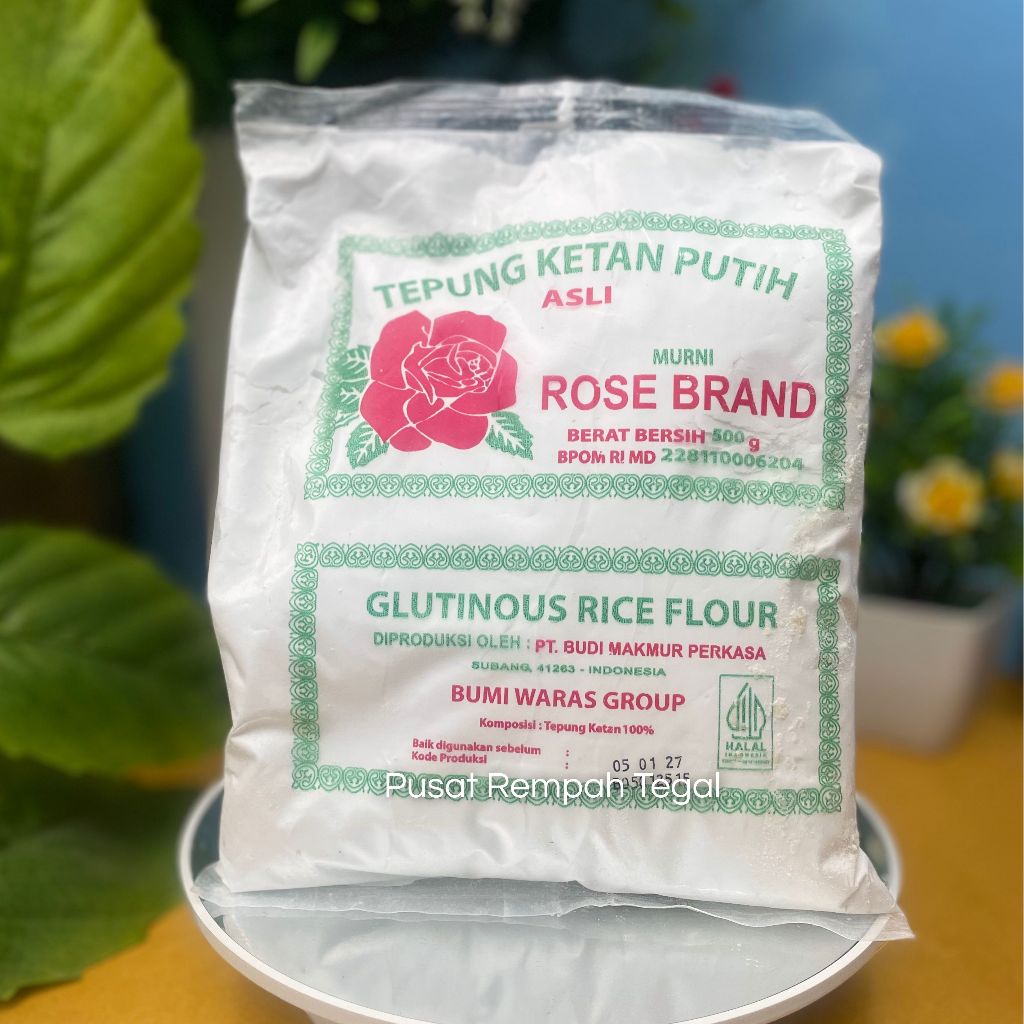 TEPUNG KETAN PUTIH
ASLI
MURNI
ROSE BRAND
BERAT BERSIH 500 g
BPOM RI MD 228110006204
GLUTINOUS RICE FLOUR
DIPRODUKSI OLEH : PT. BUDI MAKMUR PERKASA
SUBANG, 41263 - INDONESIA
BUMI WARAS GROUP
Komposisi : Tepung Ketan 100%
HALAL
INDONESIA
Baik digunakan sebelum : 05 01 27
Kode Produksi :
Pusat Rempah Tegal